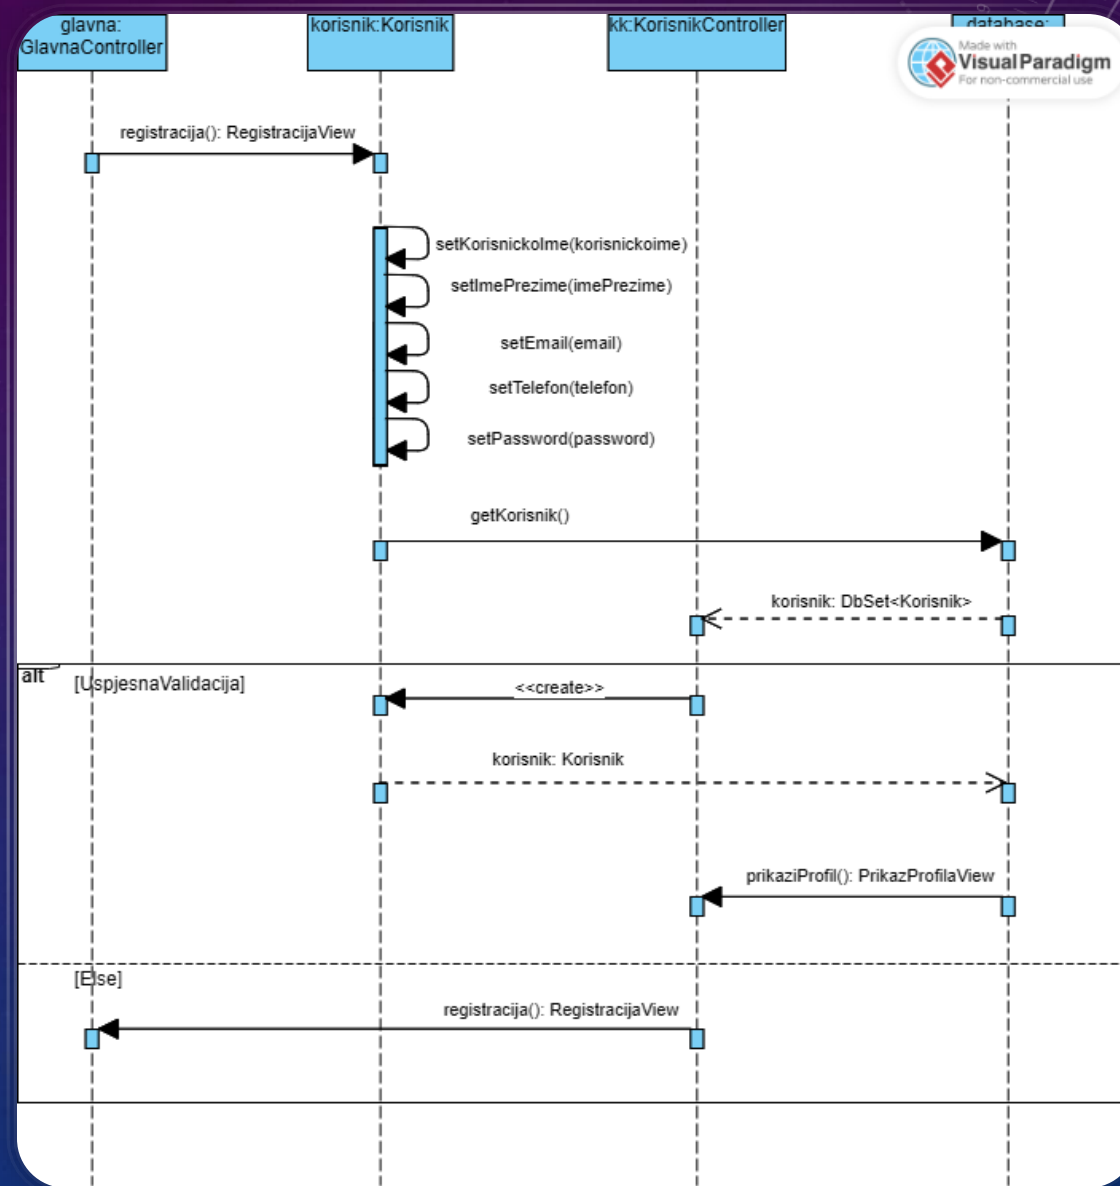 glavna:
GlavnaController
korisnik:Korisnik
kk:KorisnikController
database:
Made with
VisualParadigm
For non-commercial use
registracija(): RegistracijaView
setKorisnickoIme(korisnickoime)
setImePrezime(imePrezime)
setEmail(email)
setTelefon(telefon)
setPassword(password)
getKorisnik()
korisnik: DbSet<Korisnik>
alt
[UspjesnaValidacija]
<<create>>
korisnik: Korisnik
prikaziProfil(): PrikazProfilaView
[Else]
registracija(): RegistracijaView